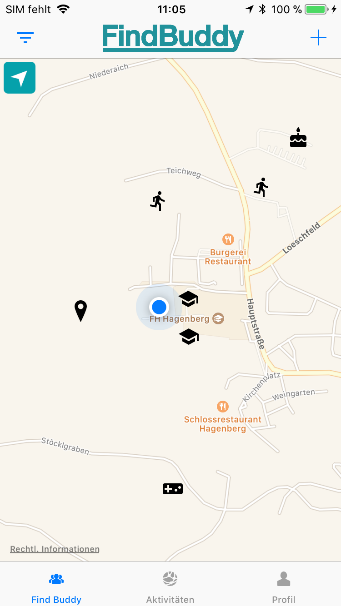 SIM fehlt
11:05
100 %
FindBuddy
Niederaich
Teichweg
Burgerei
Restaurant
Loeschfeld
FH Hagenberg
Hauptstraße
Kirchenplatz
Weingarten
Schlossrestaurant
Hagenberg
Stöcklgraben
Rechtl. Informationen
Find Buddy
Aktivitäten
Profil